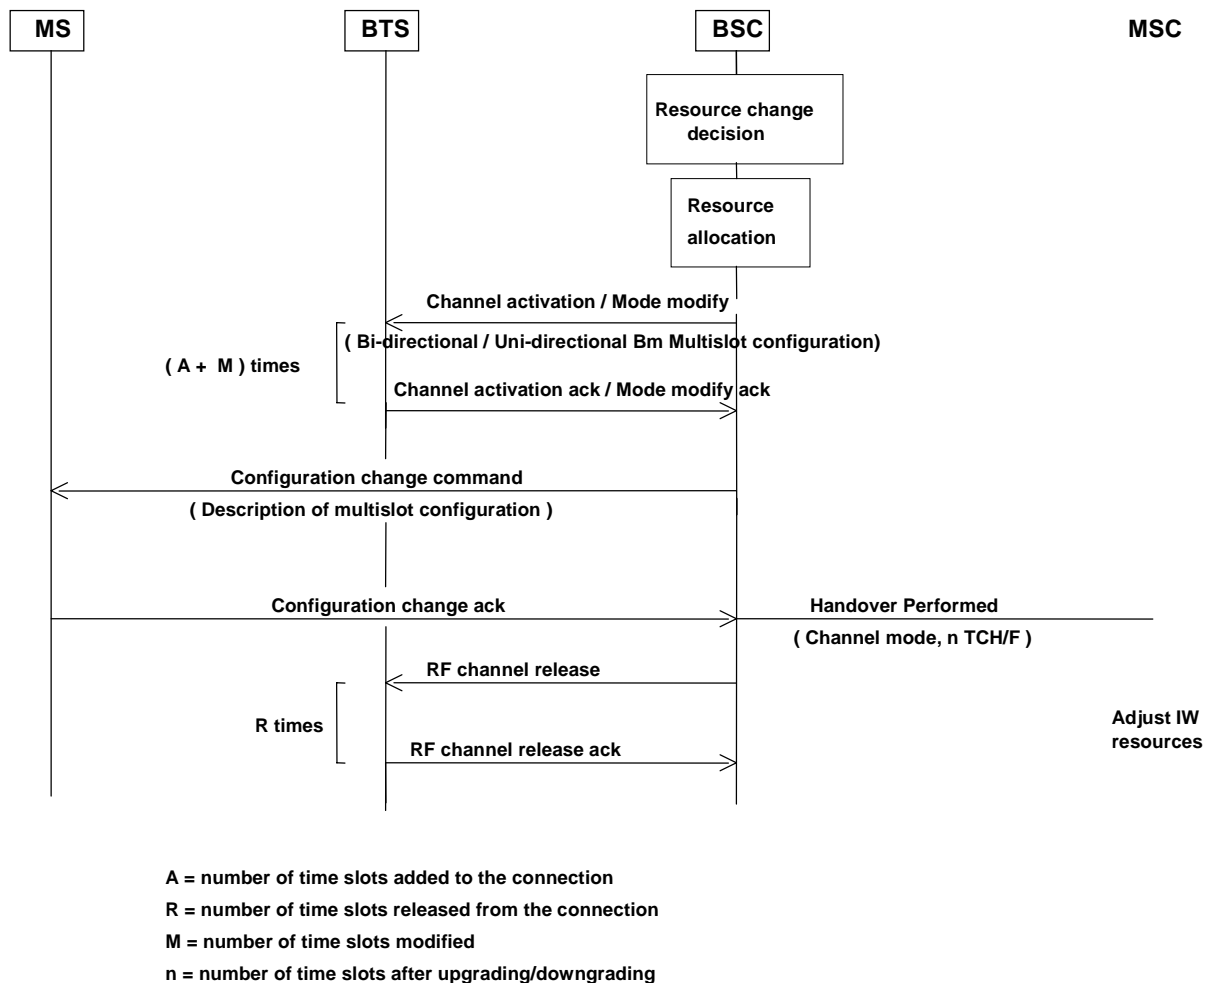 MS BTS BSC MSC
Resource change
decision
Resource
allocation
Channel activation / Mode modify
( Bi-directional / Uni-directional Bm Multislot configuration)
( A + M ) times
Channel activation ack / Mode modify ack
Configuration change command
( Description of multislot configuration )
Configuration change ack
Handover Performed
( Channel mode, n TCH/F )
RF channel release
R times
Adjust IW
resources
RF channel release ack
A = number of time slots added to the connection
R = number of time slots released from the connection
M = number of time slots modified
n = number of time slots after upgrading/downgrading